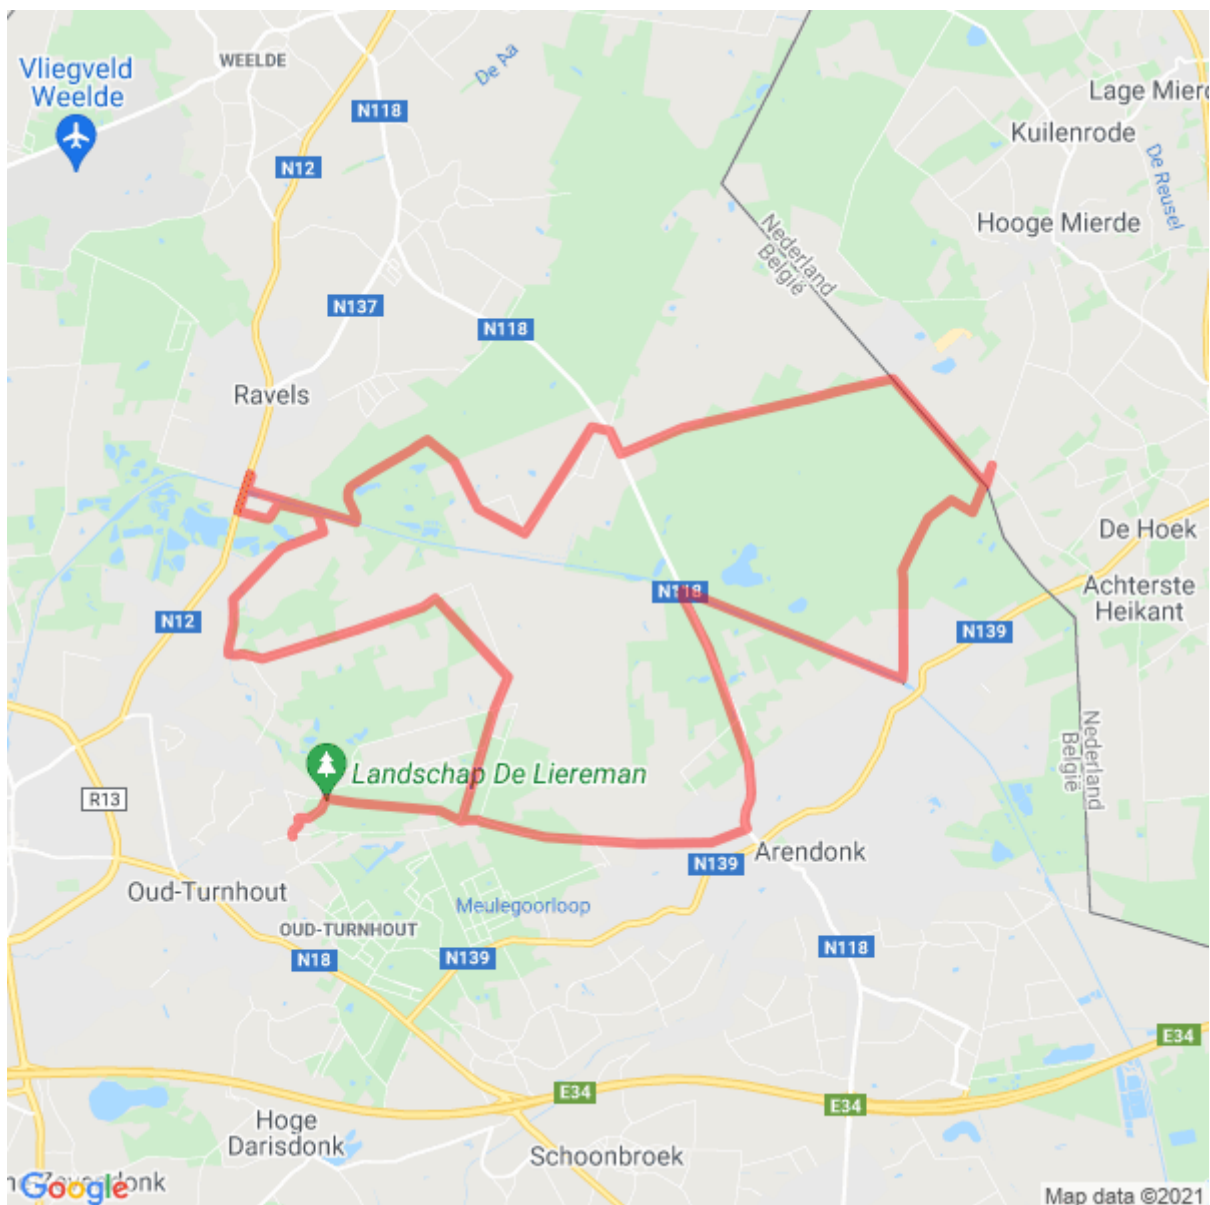 WEELDE
De Aa
Vliegveld
Weelde
Lage Mierd
N118
Kuilenrode
De Reusel
N12
Hooge Mierde
Nederland
België
N137
N118
Ravels
De Hoek
Achterste
Heikant
N118
N12
N139
Nederland
België
Landschap De Liereman
R13
Arendonk
N139
Oud-Turnhout
Meulegoorloop
OUD-TURNHOUT
N118
N18
N139
E34
E34
E34
Hoge
Darisdonk
Schoonbroek
Google
Map data ©2021